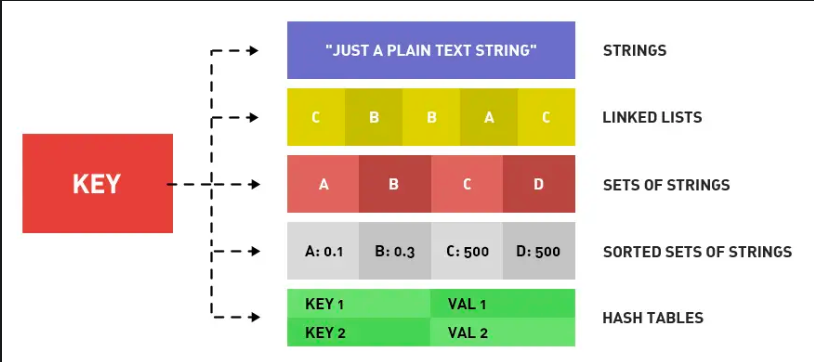 KEY
"JUST A PLAIN TEXT STRING" STRINGS
C B B A C LINKED LISTS
A B C D SETS OF STRINGS
A: 0.1 B: 0.3 C: 500 D: 500 SORTED SETS OF STRINGS
KEY 1 VAL 1
KEY 2 VAL 2
HASH TABLES